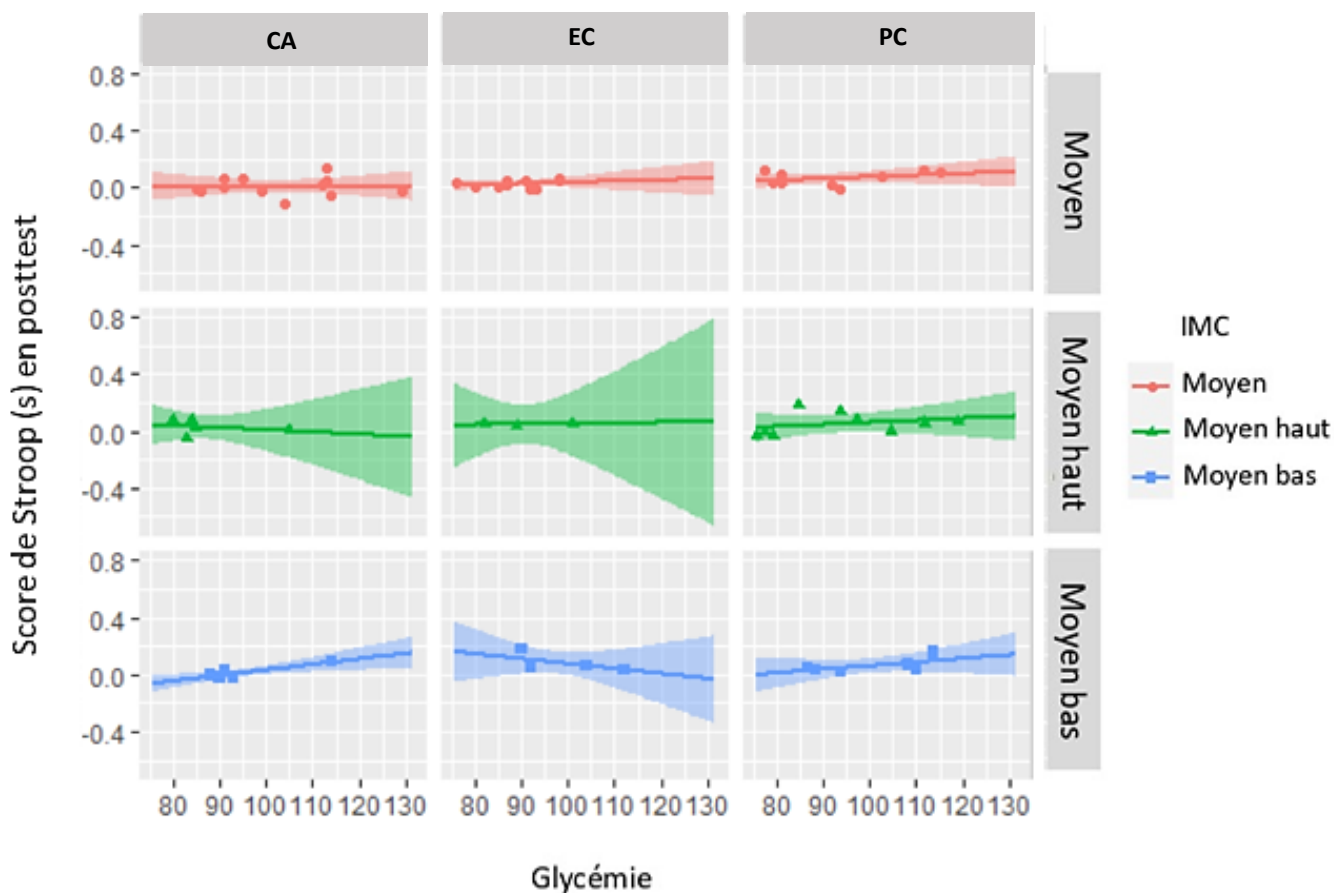 CA EC PC
0.8
0.4
0.0
-0.4
Moyen
0.8
0.4
0.0
-0.4
Moyen haut
0.8
0.4
0.0
-0.4
Moyen bas
80 90 100 110 120 130 80 90 100 110 120 130 80 90 100 110 120 130
Glycémie
Score de Stroop (s) en posttest
IMC
Moyen
Moyen haut
Moyen bas